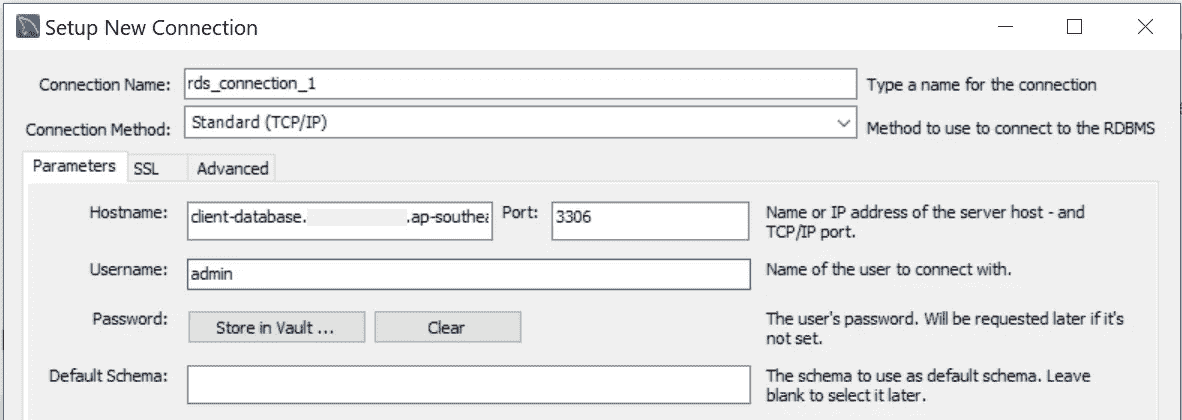 Setup New Connection
Connection Name: rds_connection_1 Type a name for the connection
Connection Method: Standard (TCP/IP) Method to use to connect to the RDBMS
Parameters SSL Advanced
Hostname: client-database. .ap-southea Port: 3306 Name or IP address of the server host - and
TCP/IP port.
Username: admin Name of the user to connect with.
Password: Store in Vault ... Clear The user's password. Will be requested later if it's
not set.
Default Schema: The schema to use as default schema. Leave
blank to select it later.